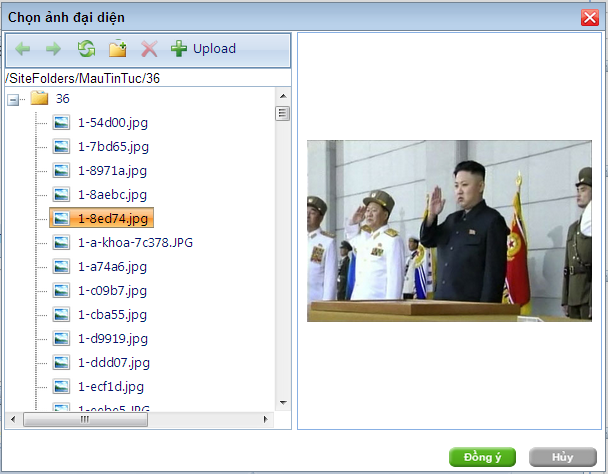 Chọn ảnh đại diện
Upload
/SiteFolders/MauTinTuc/36
36
1-54d00.jpg
1-7bd65.jpg
1-8971a.jpg
1-8aebc.jpg
1-8ed74.jpg
1-a-khoa-7c378.JPG
1-a74a6.jpg
1-c09b7.jpg
1-cba55.jpg
1-d9919.jpg
1-ddd07.jpg
1-ecf1d.jpg
Đồng ý
Hủy